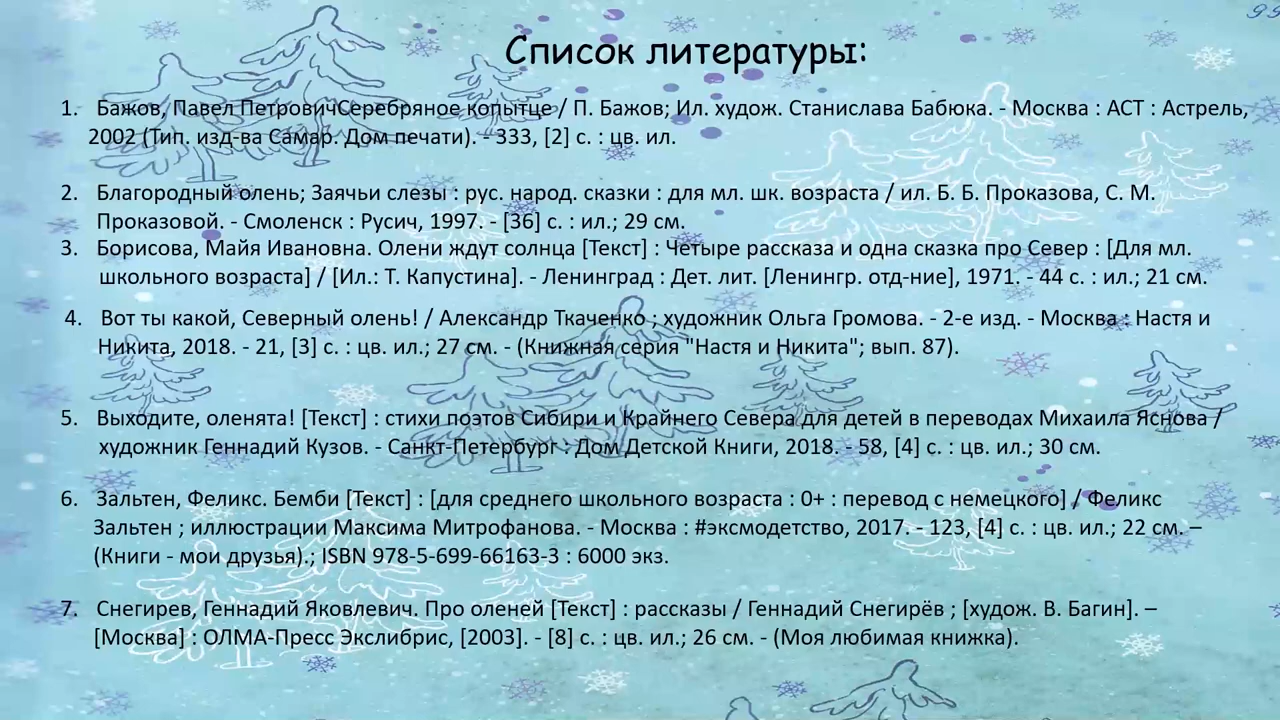 Список литературы:
1. Бажов, Павел ПетровичСеребряное копытце / П. Бажов; Ил. худож. Станислава Бабюка. - Москва : АСТ : Астрель,
2002 (Тип. изд-ва Самар. Дом печати). - 333, [2] с. : цв. ил.
2. Благородный олень; Заячьи слезы : рус. народ. сказки : для мл. шк. возраста / ил. Б. Б. Проказова, С. М.
Проказовой. - Смоленск : Русич, 1997. - [36] с. : ил.; 29 см.
3. Борисова, Майя Ивановна. Олени ждут солнца [Текст] : Четыре рассказа и одна сказка про Север : [Для мл.
школьного возраста] / [Ил.: Т. Капустина]. - Ленинград : Дет. лит. [Ленингр. отд-ние], 1971. - 44 с. : ил.; 21 см.
4. Вот ты какой, Северный олень! / Александр Ткаченко ; художник Ольга Громова. - 2-е изд. - Москва : Настя и
Никита, 2018. - 21, [3] с. : цв. ил.; 27 см. - (Книжная серия "Настя и Никита"; вып. 87).
5. Выходите, оленята! [Текст] : стихи поэтов Сибири и Крайнего Севера для детей в переводах Михаила Яснова /
художник Геннадий Кузов. - Санкт-Петербург : Дом Детской Книги, 2018. - 58, [4] с. : цв. ил.; 30 см.
6. Зальтен, Феликс. Бемби [Текст] : [для среднего школьного возраста : 0+ : перевод с немецкого] / Феликс
Зальтен ; иллюстрации Максима Митрофанова. - Москва : #эксмодетство, 2017. - 123, [4] с. : цв. ил.; 22 см. –
(Книги - мои друзья).; ISBN 978-5-699-66163-3 : 6000 экз.
7. Снегирев, Геннадий Яковлевич. Про оленей [Текст] : рассказы / Геннадий Снегирёв ; [худож. В. Багин]. –
[Москва] : ОЛМА-Пресс Экслибрис, [2003]. - [8] с. : цв. ил.; 26 см. - (Моя любимая книжка).